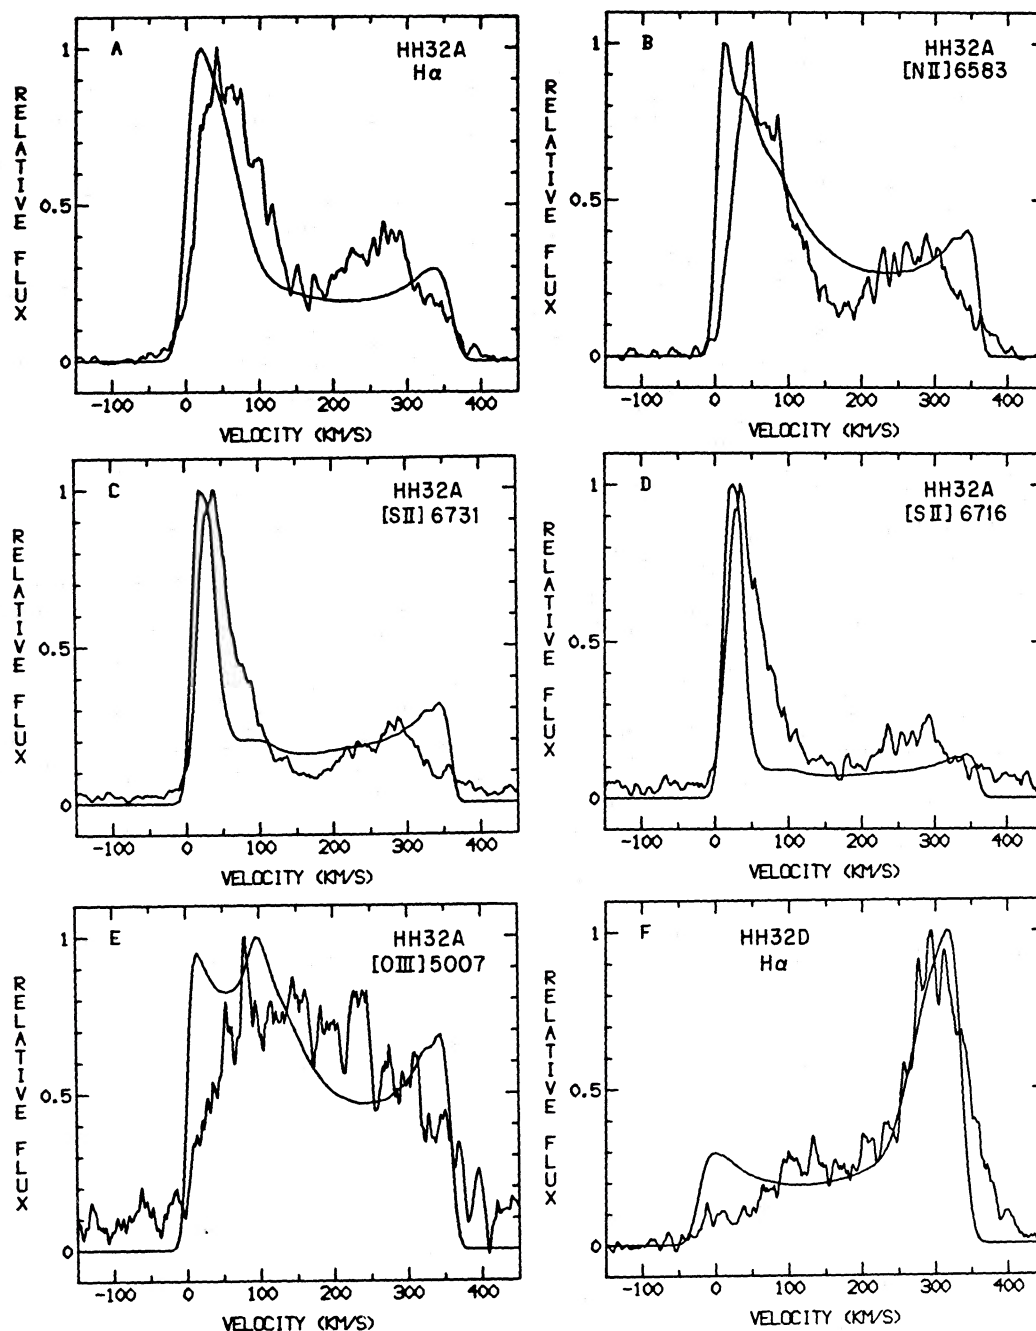 A
HH32A
Hα
RELATIVE FLUX
1
0.5
0
-100 0 100 200 300 400
VELOCITY (KM/S)
B
HH32A
[NII]6583
RELATIVE FLUX
1
0.5
0
-100 0 100 200 300 400
VELOCITY (KM/S)
C
HH32A
[SII]6731
RELATIVE FLUX
1
0.5
0
-100 0 100 200 300 400
VELOCITY (KM/S)
D
HH32A
[SII]6716
RELATIVE FLUX
1
0.5
0
-100 0 100 200 300 400
VELOCITY (KM/S)
E
HH32A
[OIII]5007
RELATIVE FLUX
1
0.5
0
-100 0 100 200 300 400
VELOCITY (KM/S)
F
HH32D
Hα
RELATIVE FLUX
1
0.5
0
-100 0 100 200 300 400
VELOCITY (KM/S)